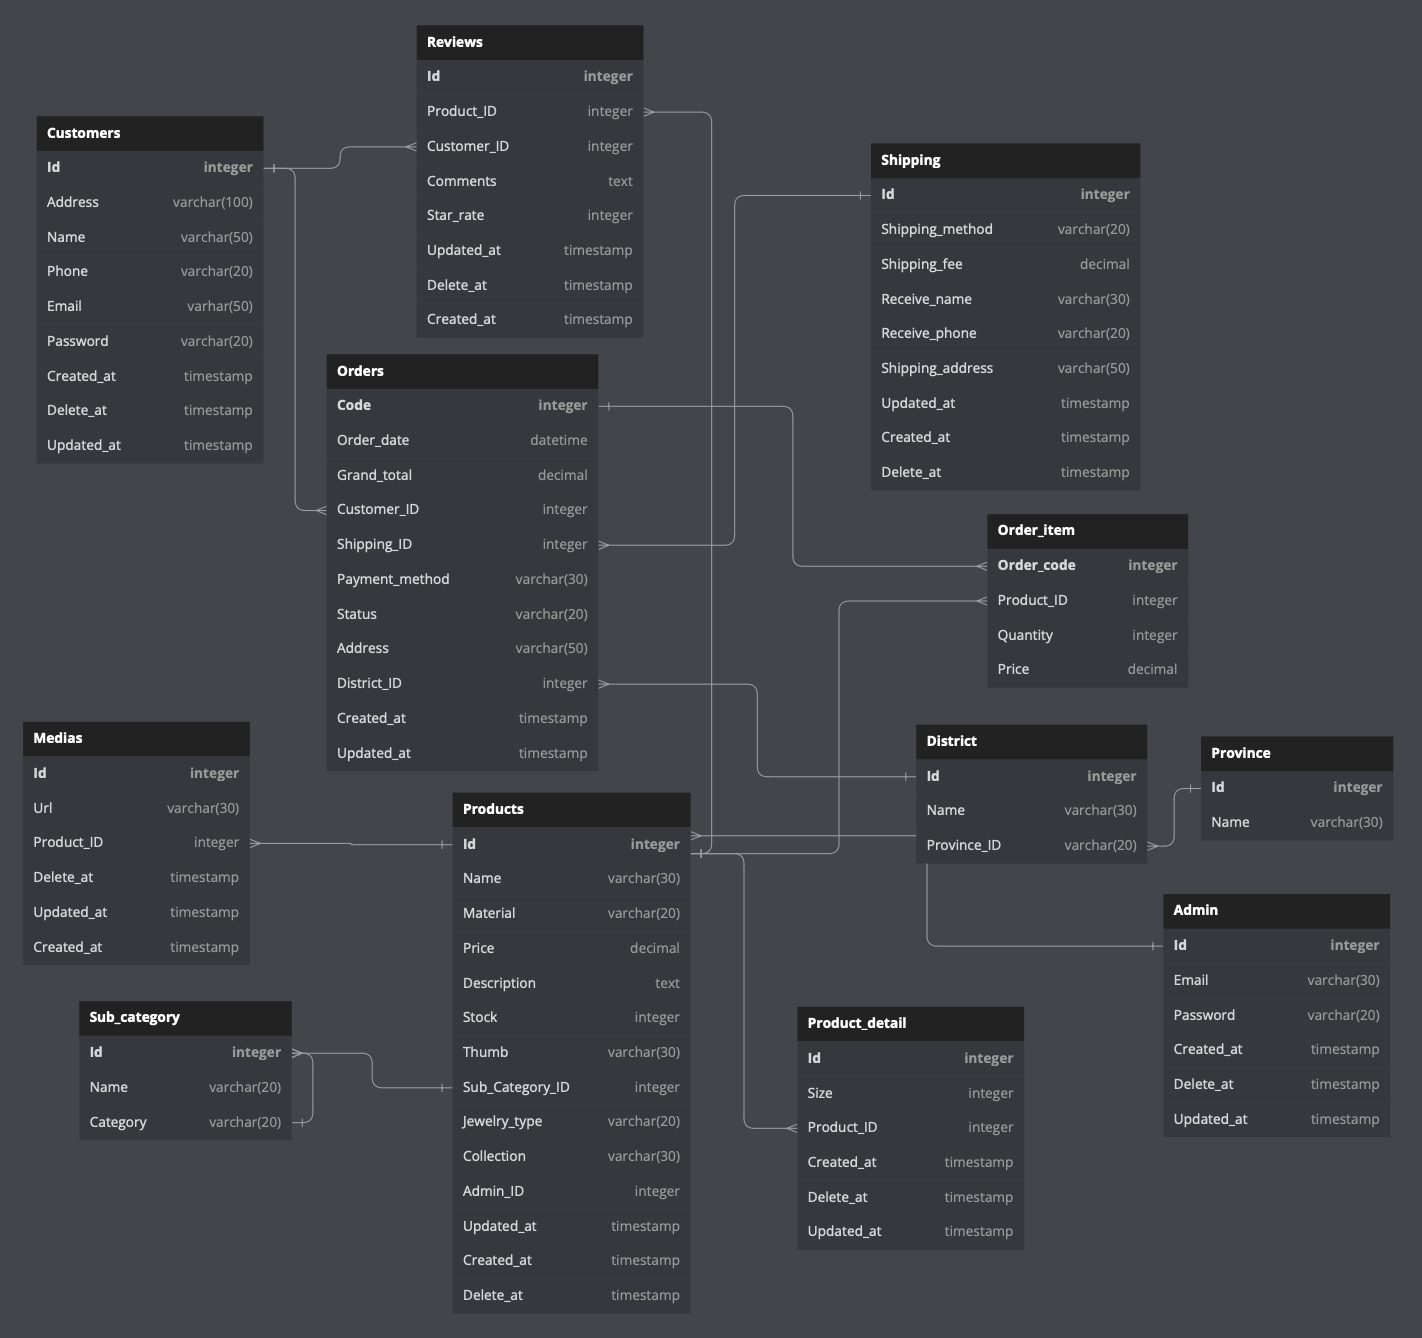 Reviews
Id integer
Product_ID integer
Customer_ID integer
Comments text
Star_rate integer
Updated_at timestamp
Delete_at timestamp
Created_at timestamp
Customers
Id integer
Address varchar(100)
Name varchar(50)
Phone varchar(20)
Email varhar(50)
Password varchar(20)
Created_at timestamp
Delete_at timestamp
Updated_at timestamp
Shipping
Id integer
Shipping_method varchar(20)
Shipping_fee decimal
Receive_name varchar(30)
Receive_phone varchar(20)
Shipping_address varchar(50)
Updated_at timestamp
Created_at timestamp
Delete_at timestamp
Orders
Code integer
Order_date datetime
Grand_total decimal
Customer_ID integer
Shipping_ID integer
Payment_method varchar(30)
Status varchar(20)
Address varchar(50)
District_ID integer
Created_at timestamp
Updated_at timestamp
Order_item
Order_code integer
Product_ID integer
Quantity integer
Price decimal
Medias
Id integer
Url varchar(30)
Product_ID integer
Delete_at timestamp
Updated_at timestamp
Created_at timestamp
District
Id integer
Name varchar(30)
Province_ID varchar(20)
Province
Id integer
Name varchar(30)
Products
Id integer
Name varchar(30)
Material varchar(20)
Price decimal
Description text
Stock integer
Thumb varchar(30)
Sub_Category_ID integer
Jewelry_type varchar(20)
Collection varchar(30)
Admin_ID integer
Updated_at timestamp
Created_at timestamp
Delete_at timestamp
Admin
Id integer
Email varchar(30)
Password varchar(20)
Created_at timestamp
Delete_at timestamp
Updated_at timestamp
Sub_category
Id integer
Name varchar(20)
Category varchar(20)
Product_detail
Id integer
Size integer
Product_ID integer
Created_at timestamp
Delete_at timestamp
Updated_at timestamp